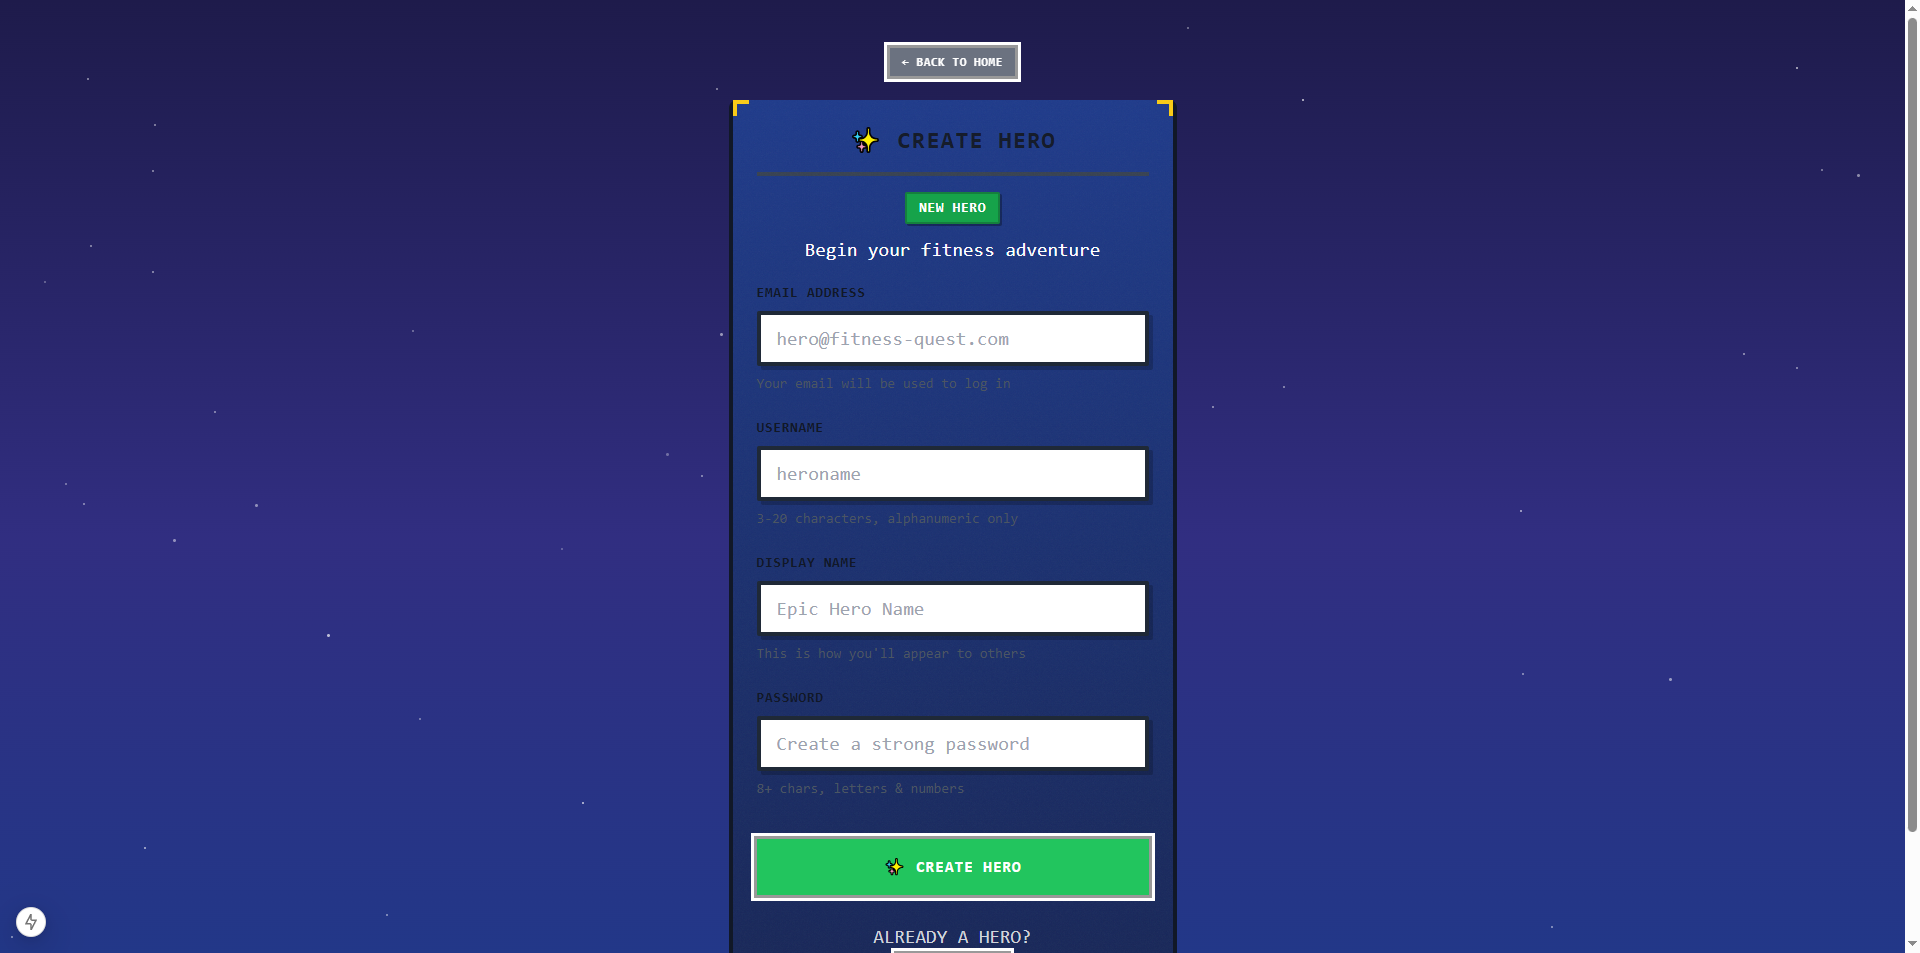 ← BACK TO HOME
✨ CREATE HERO
NEW HERO
Begin your fitness adventure
EMAIL ADDRESS
hero@fitness-quest.com
Your email will be used to log in
USERNAME
heroname
3-20 characters, alphanumeric only
DISPLAY NAME
Epic Hero Name
This is how you'll appear to others
PASSWORD
Create a strong password
8+ chars, letters & numbers
✨ CREATE HERO
ALREADY A HERO?